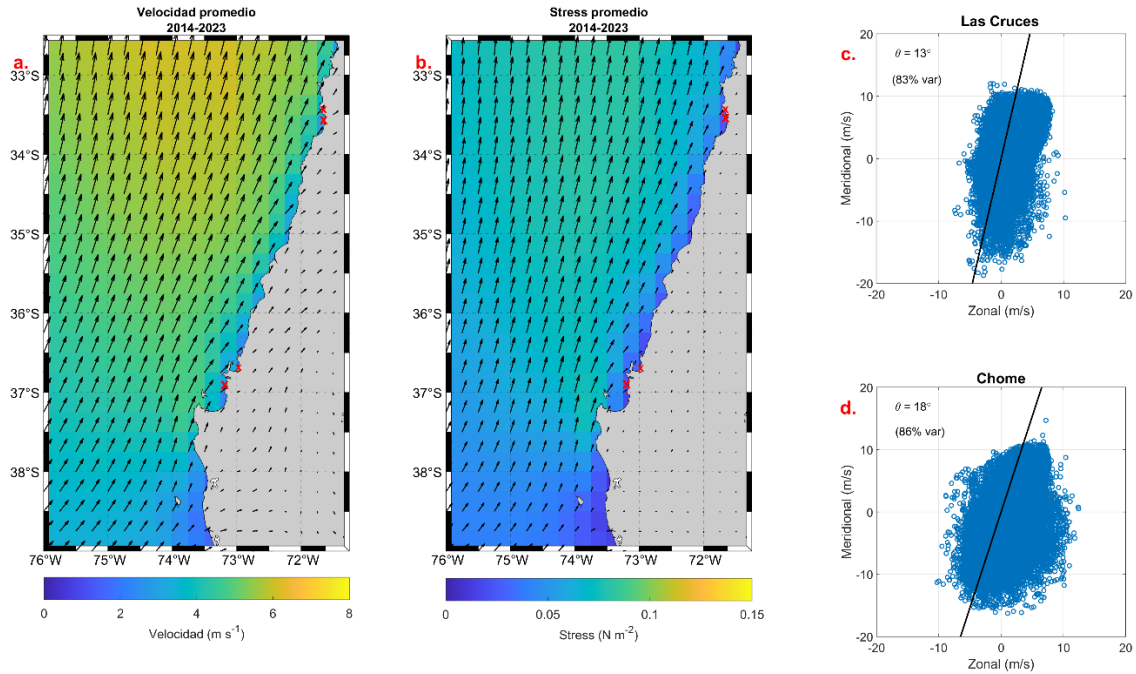 a.
Velocidad promedio
2014-2023
33°S
34°S
35°S
36°S
37°S
38°S
76°W
75°W
74°W
73°W
72°W
0
2
4
6
8
Velocidad (m s-1)
b.
Stress promedio
2014-2023
33°S
34°S
35°S
36°S
37°S
38°S
76°W
75°W
74°W
73°W
72°W
0
0.05
0.1
0.15
Stress (N m-2)
c.
Las Cruces
θ = 13°
(83% var)
Meridional (m/s)
20
10
0
-10
-20
-20
-10
0
10
20
Zonal (m/s)
d.
Chome
θ = 18°
(86% var)
Meridional (m/s)
20
10
0
-10
-20
-20
-10
0
10
20
Zonal (m/s)